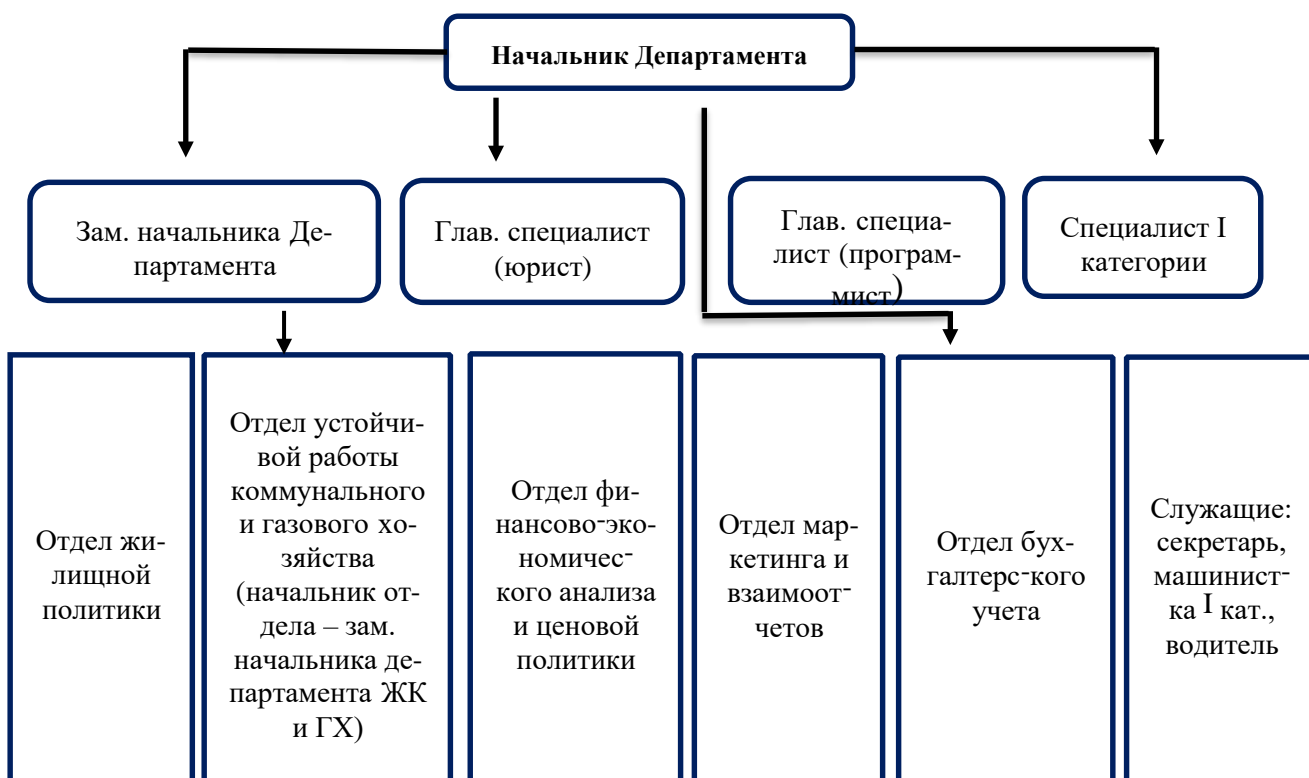 Начальник Департамента
Зам. начальника Де-
партамента
Глав. специалист
(юрист)
Глав. специа-
лист (програм-
мист)
Специалист I
категории
Отдел жи-
лищной
политики
Отдел устойчи-
вой работы
коммунального
и газового хо-
зяйства
(начальник от-
дела – зам.
начальника де-
партамента ЖК
и ГХ)
Отдел фи-
нансово-эко-
номичес-
кого анализа
и ценовой
политики
Отдел мар-
кетинга и
взаимоот-
четов
Отдел бух-
галтерс-кого
учета
Служащие:
секретарь,
машинист-
ка I кат.,
водитель